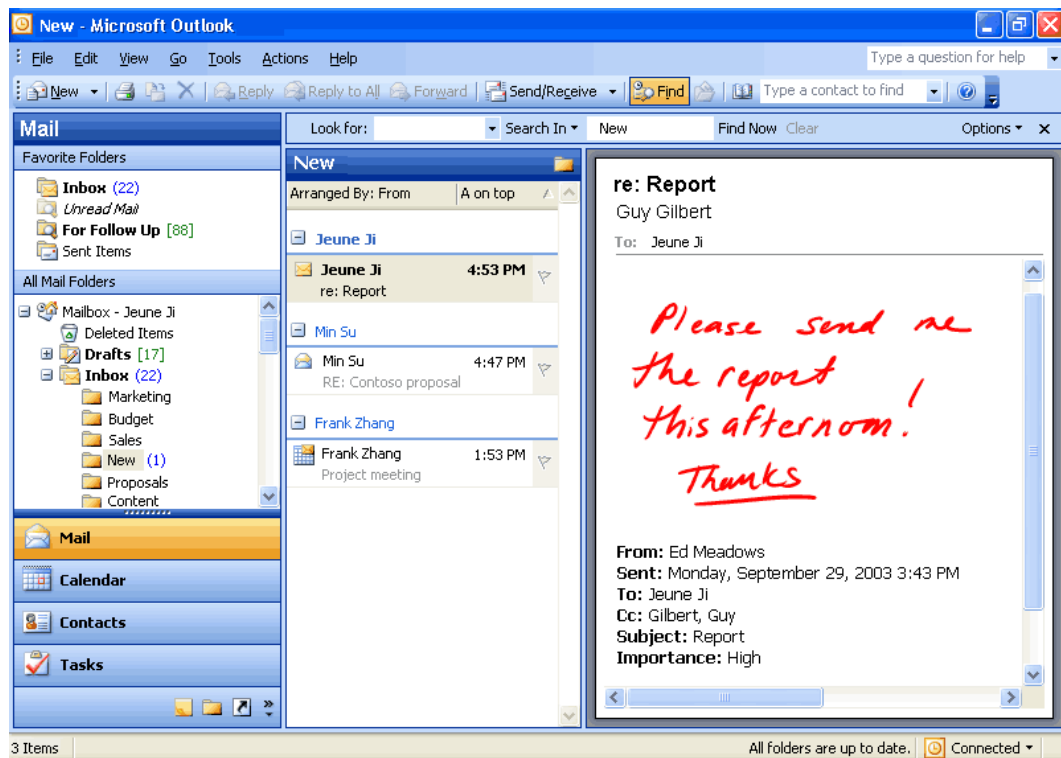 New - Microsoft Outlook
File Edit View Go Tools Actions Help Type a question for help
New Reply Reply to All Forward Send/Receive Find Type a contact to find
Mail
Look for: Search In New Find Now Clear Options
Favorite Folders
Inbox (22)
Unread Mail
For Follow Up [88]
Sent Items
All Mail Folders
Mailbox - Jeune Ji
Deleted Items
Drafts [17]
Inbox (22)
Marketing
Budget
Sales
New (1)
Proposals
Content
Mail
Calendar
Contacts
Tasks
New
Arranged By: From A on top
Jeune Ji
Jeune Ji 4:53 PM
re: Report
Min Su
Min Su 4:47 PM
RE: Contoso proposal
Frank Zhang
Frank Zhang 1:53 PM
Project meeting
re: Report
Guy Gilbert
To: Jeune Ji
Please send me
the report
this afternoon!
Thanks
From: Ed Meadows
Sent: Monday, September 29, 2003 3:43 PM
To: Jeune Ji
Cc: Gilbert, Guy
Subject: Report
Importance: High
3 Items All folders are up to date. Connected